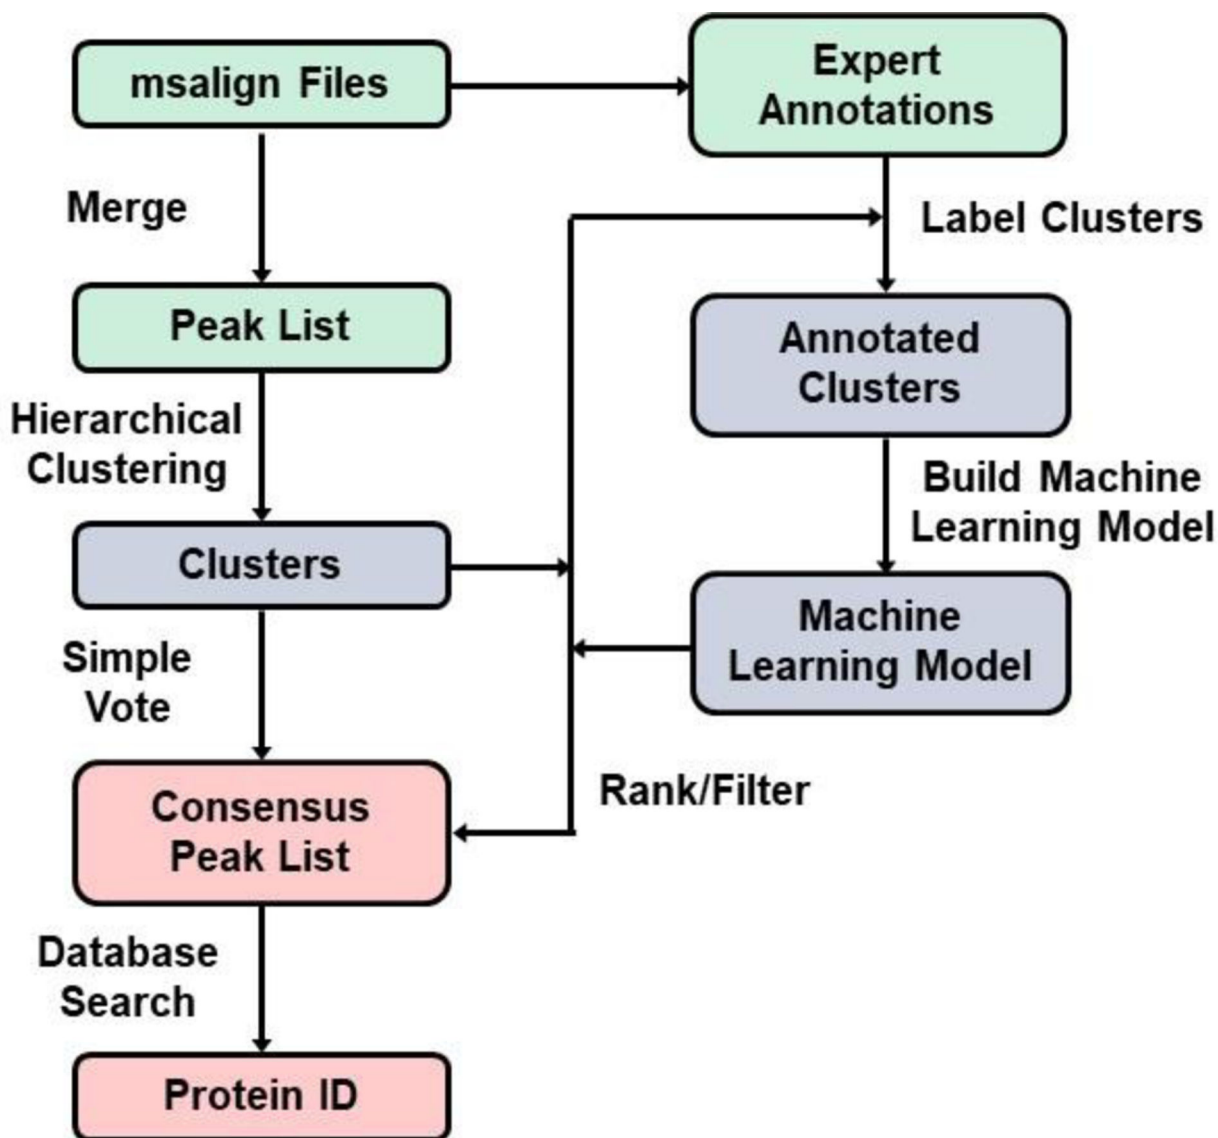 msalign Files
Expert
Annotations
Merge
Label Clusters
Peak List
Annotated
Clusters
Hierarchical
Clustering
Build Machine
Learning Model
Clusters
Machine
Learning Model
Simple
Vote
Rank/Filter
Consensus
Peak List
Database
Search
Protein ID